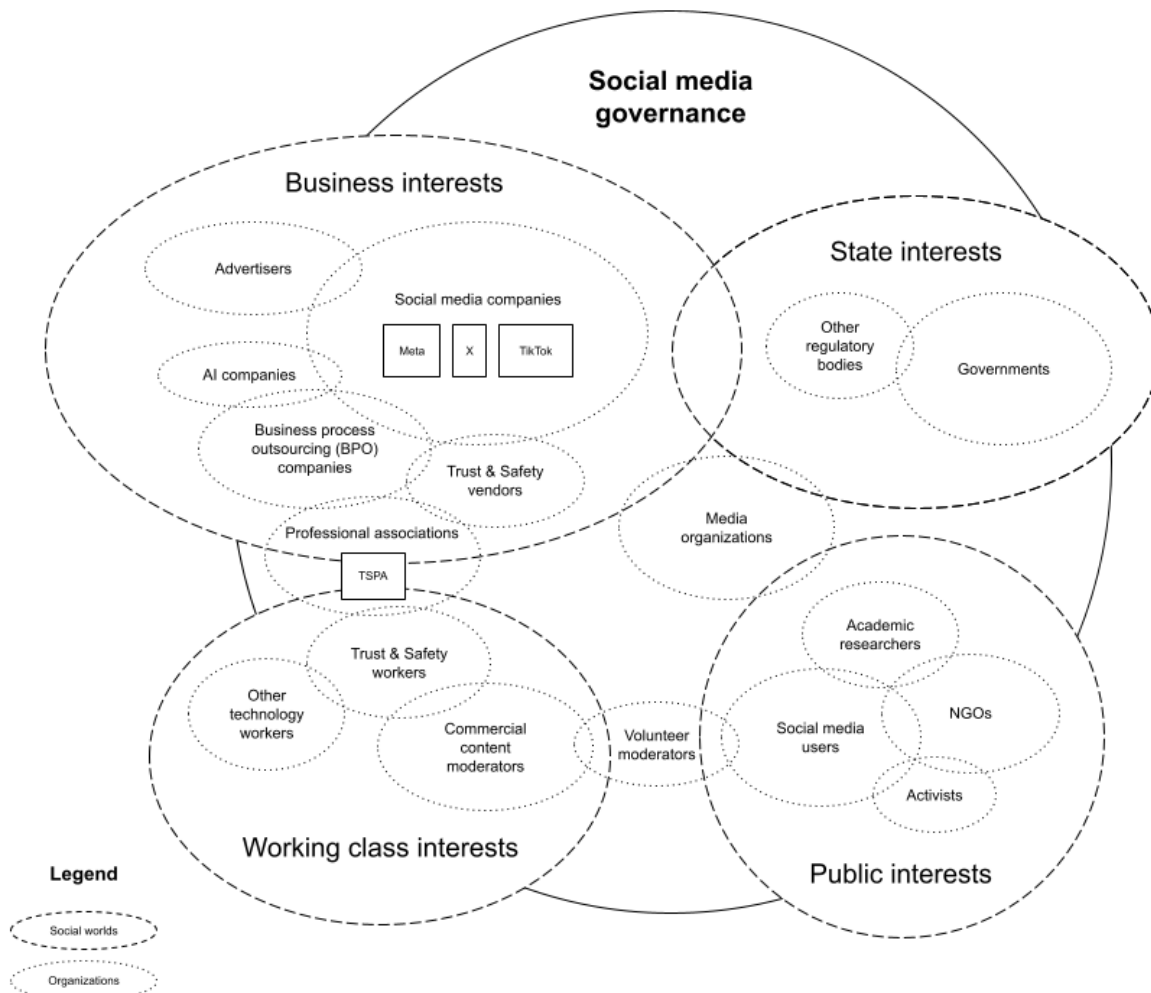 Social media
governance
Business interests
State interests
Advertisers
Social media companies
Meta
X
TikTok
Other
regulatory
bodies
Governments
AI companies
Business process
outsourcing (BPO)
companies
Trust & Safety
vendors
Media
organizations
Professional associations
TSPA
Academic
researchers
Trust & Safety
workers
Other
technology
workers
NGOs
Commercial
content
moderators
Volunteer
moderators
Social media
users
Activists
Working class interests
Public interests
Legend
Social worlds
Organizations